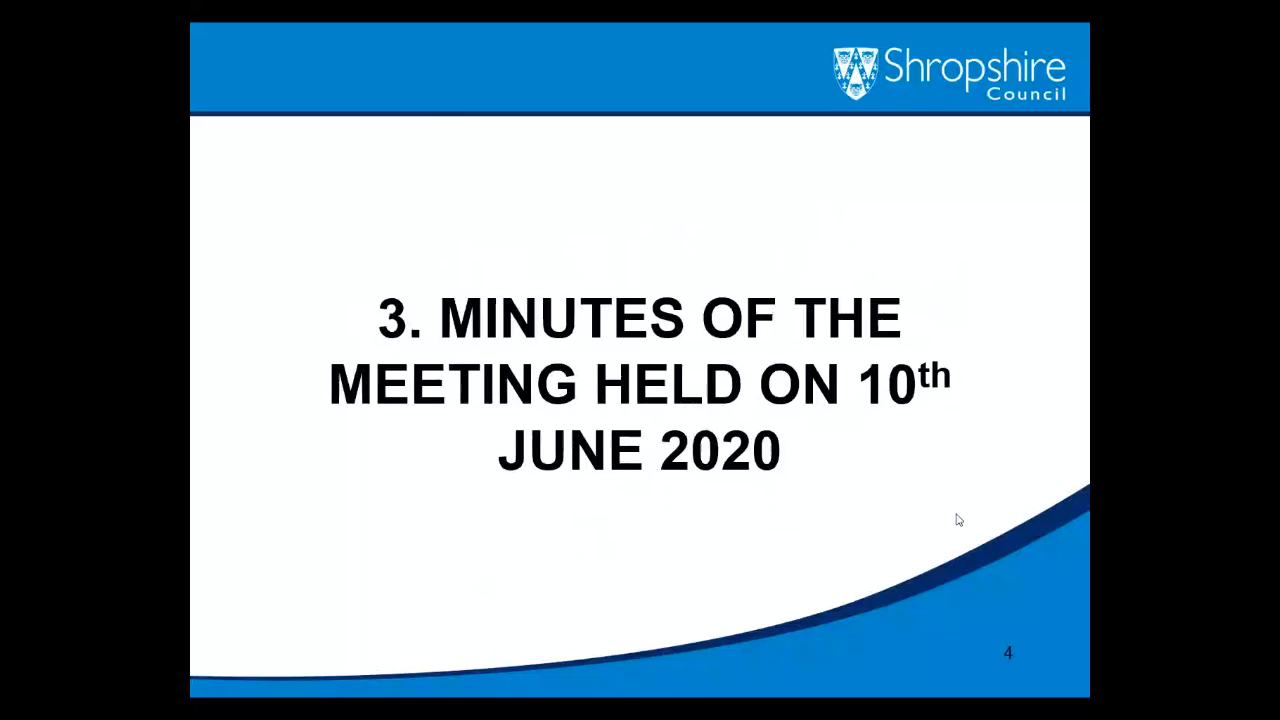 Shropshire
Council
3. MINUTES OF THE
MEETING HELD ON 10th
JUNE 2020
4